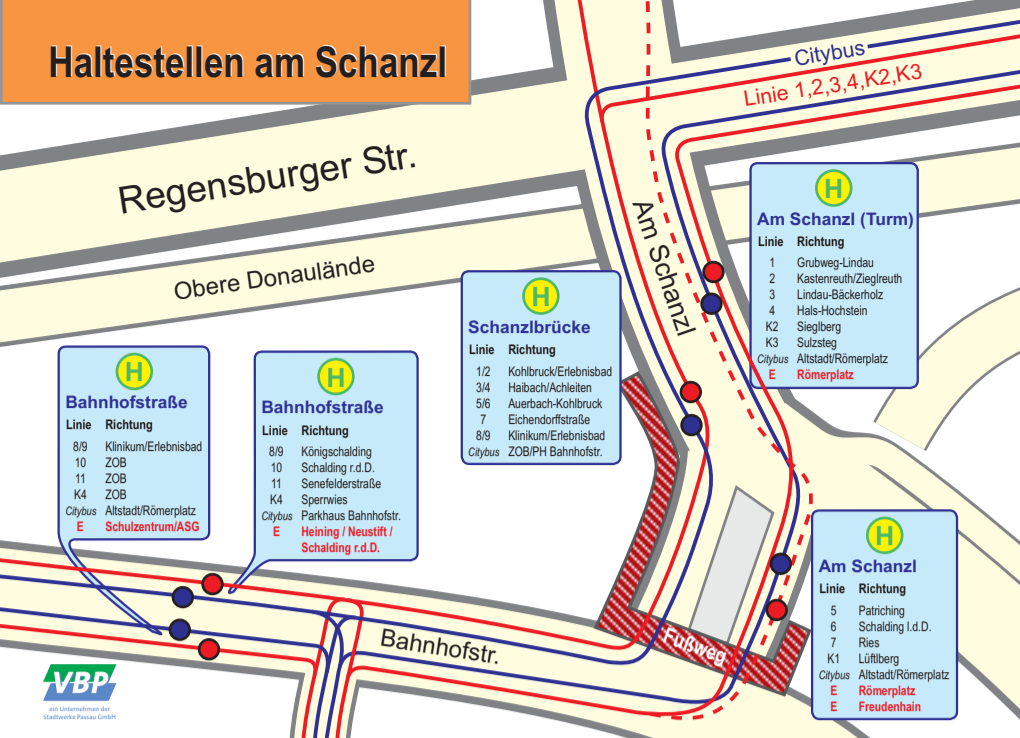 Haltestellen am Schanzl
Citybus
Linie 1,2,3,4,K2,K3
Regensburger Str.
Obere Donaulände
Am Schanzl
H
Am Schanzl (Turm)
Linie Richtung
1 Grubweg-Lindau
2 Kastenreuth/Zieglreuth
3 Lindau-Bäckerholz
4 Hals-Hochstein
K2 Sieglberg
K3 Sulzsteg
Citybus Altstadt/Römerplatz
E Römerplatz
H
Schanzlbrücke
Linie Richtung
1/2 Kohlbruck/Erlebnisbad
3/4 Haibach/Achleiten
5/6 Auerbach-Kohlbruck
7 Eichendorffstraße
8/9 Klinikum/Erlebnisbad
Citybus ZOB/PH Bahnhofstr.
H
Bahnhofstraße
Linie Richtung
8/9 Klinikum/Erlebnisbad
10 ZOB
11 ZOB
K4 ZOB
Citybus Altstadt/Römerplatz
E Schulzentrum/ASG
H
Bahnhofstraße
Linie Richtung
8/9 Königschalding
10 Schalding r.d.D.
11 Senefelderstraße
K4 Sperrwies
Citybus Parkhaus Bahnhofstr.
E Heining / Neustift /
Schalding r.d.D.
H
Am Schanzl
Linie Richtung
5 Patriching
6 Schalding l.d.D.
7 Ries
K1 Lüftlberg
Citybus Altstadt/Römerplatz
E Römerplatz
E Freudenhain
Bahnhofstr.
Fußweg
VBP
ein Unternehmen der
Stadtwerke Passau GmbH